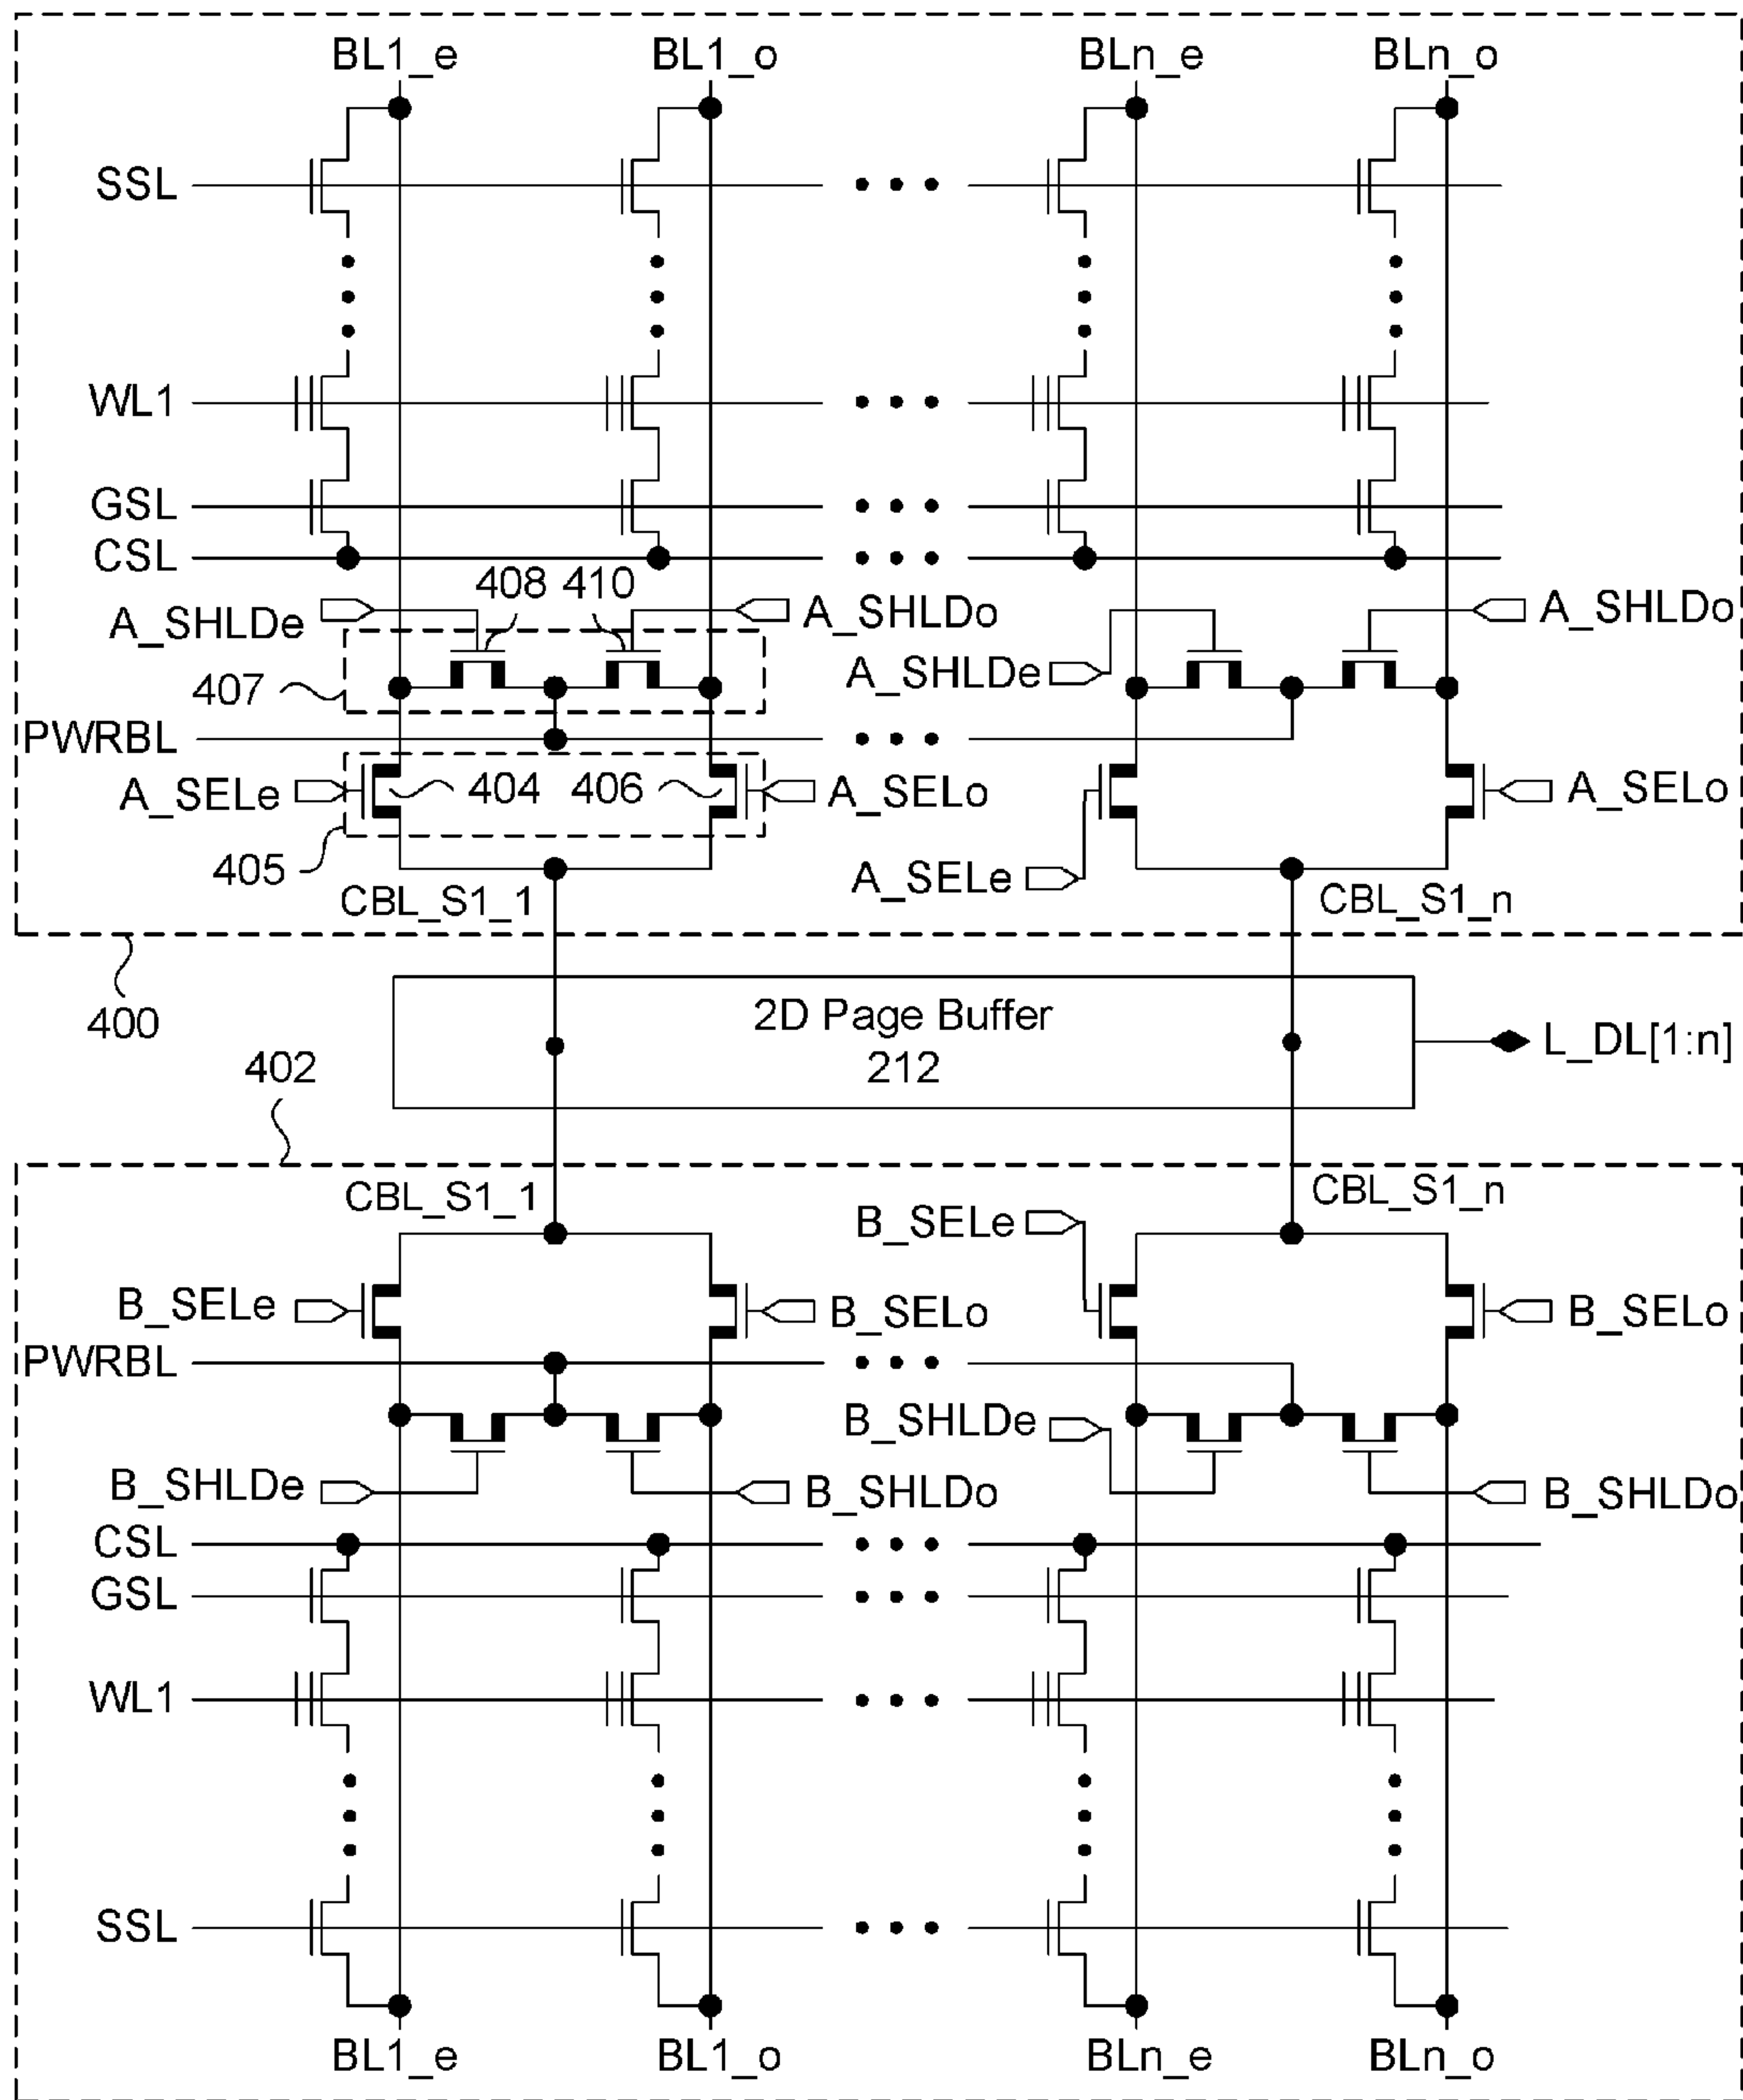 BL1_e BL1_o BLn_e BLn_o
SSL
WL1
GSL
CSL
408 410
A_SHLDe A_SHLDo A_SHLDo
A_SHLDe
407
PWRBL
A_SELe 404 406 A_SELo A_SELo
405
A_SELe
CBL_S1_1 CBL_S1_n
400
2D Page Buffer
212
L_DL[1:n]
402
CBL_S1_1 CBL_S1_n
B_SELe
B_SELe B_SELo B_SELo
PWRBL
B_SHLDe
B_SHLDe B_SHLDo B_SHLDo
CSL
GSL
WL1
SSL
BL1_e BL1_o BLn_e BLn_o